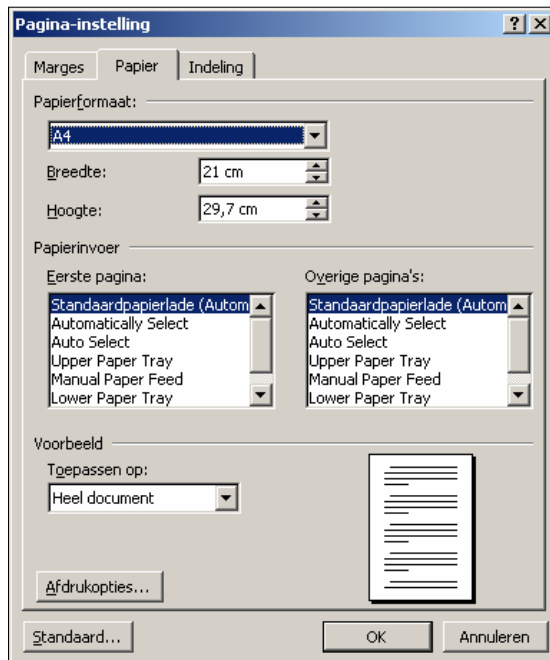 Pagina-instelling
Marges Papier Indeling
Papierformaat:
A4
Breedte: 21 cm
Hoogte: 29,7 cm
Papierinvoer
Eerste pagina: Overige pagina's:
Standaardpapierlade (Autom Standaardpapierlade (Autom
Automatically Select Automatically Select
Auto Select Auto Select
Upper Paper Tray Upper Paper Tray
Manual Paper Feed Manual Paper Feed
Lower Paper Tray Lower Paper Tray
Voorbeeld
Toepassen op:
Heel document
Afdrukopties...
Standaard... OK Annuleren